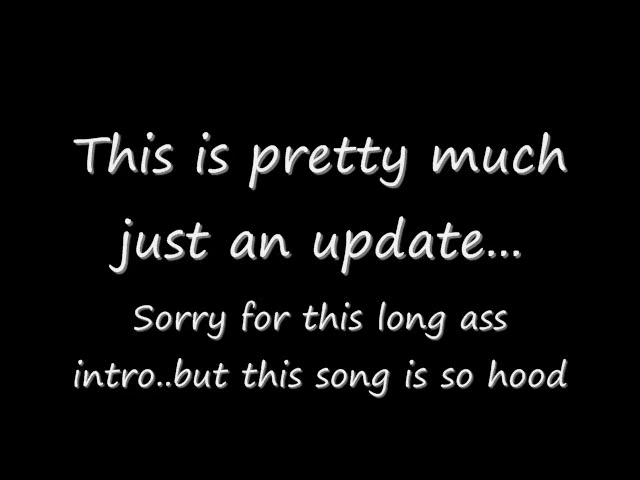 This is pretty much
just an update...
Sorry for this long ass
intro..but this song is so hood